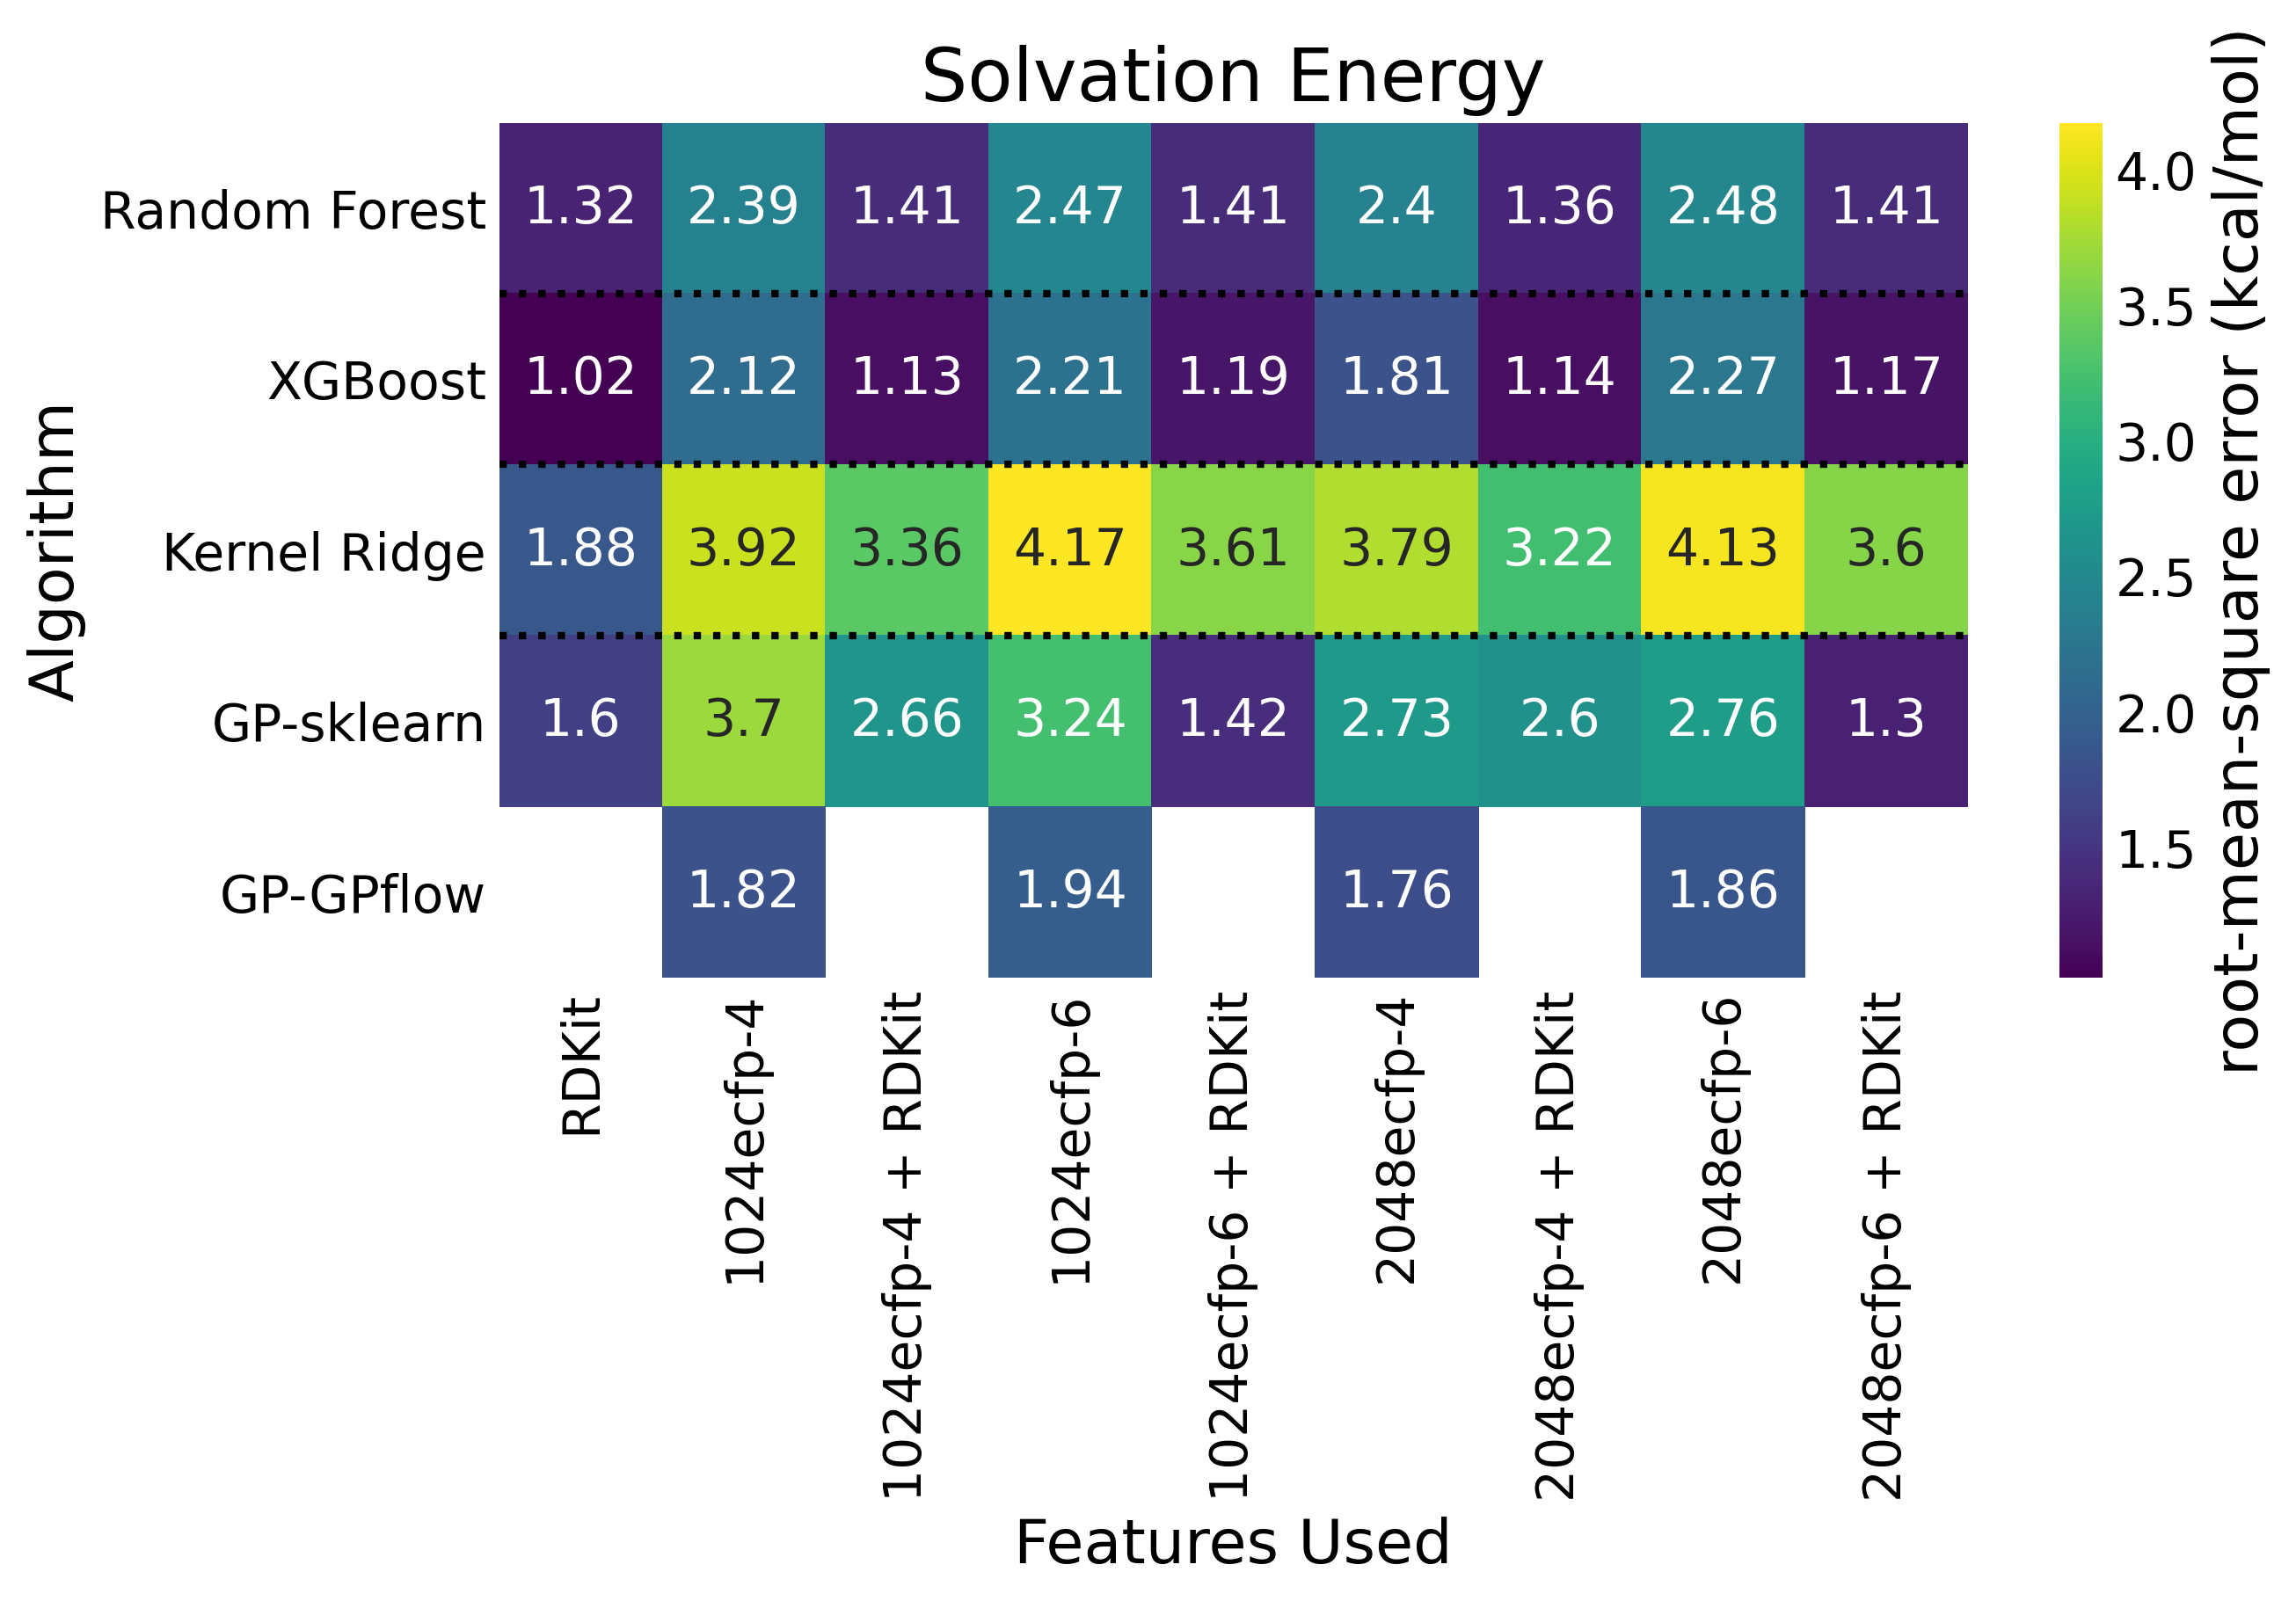 Solvation Energy
Algorithm
Random Forest 1.32 2.39 1.41 2.47 1.41 2.4 1.36 2.48 1.41
XGBoost 1.02 2.12 1.13 2.21 1.19 1.81 1.14 2.27 1.17
Kernel Ridge 1.88 3.92 3.36 4.17 3.61 3.79 3.22 4.13 3.6
GP-sklearn 1.6 3.7 2.66 3.24 1.42 2.73 2.6 2.76 1.3
GP-GPflow 1.82 1.94 1.76 1.86
RDKit
1024ecfp-4
1024ecfp-4 + RDKit
1024ecfp-6
1024ecfp-6 + RDKit
2048ecfp-4
2048ecfp-4 + RDKit
2048ecfp-6
2048ecfp-6 + RDKit
Features Used
4.0
3.5
3.0
2.5
2.0
1.5
root-mean-square error (kcal/mol)